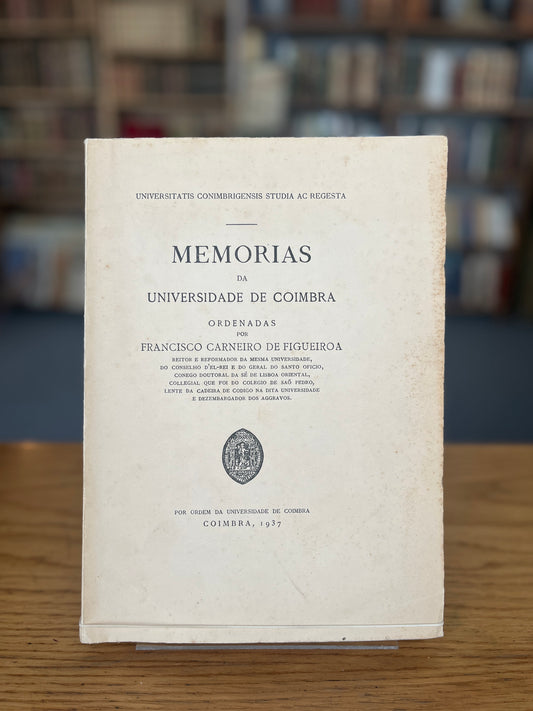 UNIVERSITATIS CONIMBRIGENSIS STUDIA AC REGESTA
MEMORIAS
DA
UNIVERSIDADE DE COIMBRA
ORDENADAS
POR
FRANCISCO CARNEIRO DE FIGUEIROA
REITOR E REFORMADOR DA MESMA UNIVERSIDADE,
DO CONSELHO D'EL-REI E DO GERAL DO SANTO OFICIO,
CONEGO DOUTORAL DA SÉ DE LISBOA ORIENTAL,
COLLEGIAL QUE FOI DO COLEGIO DE SAÕ PEDRO,
LENTE DA CADEIRA DE CODIGO NA DITA UNIVERSIDADE
E DEZEMBARGADOR DOS AGGRAVOS.
POR ORDEM DA UNIVERSIDADE DE COIMBRA
COIMBRA, 1937